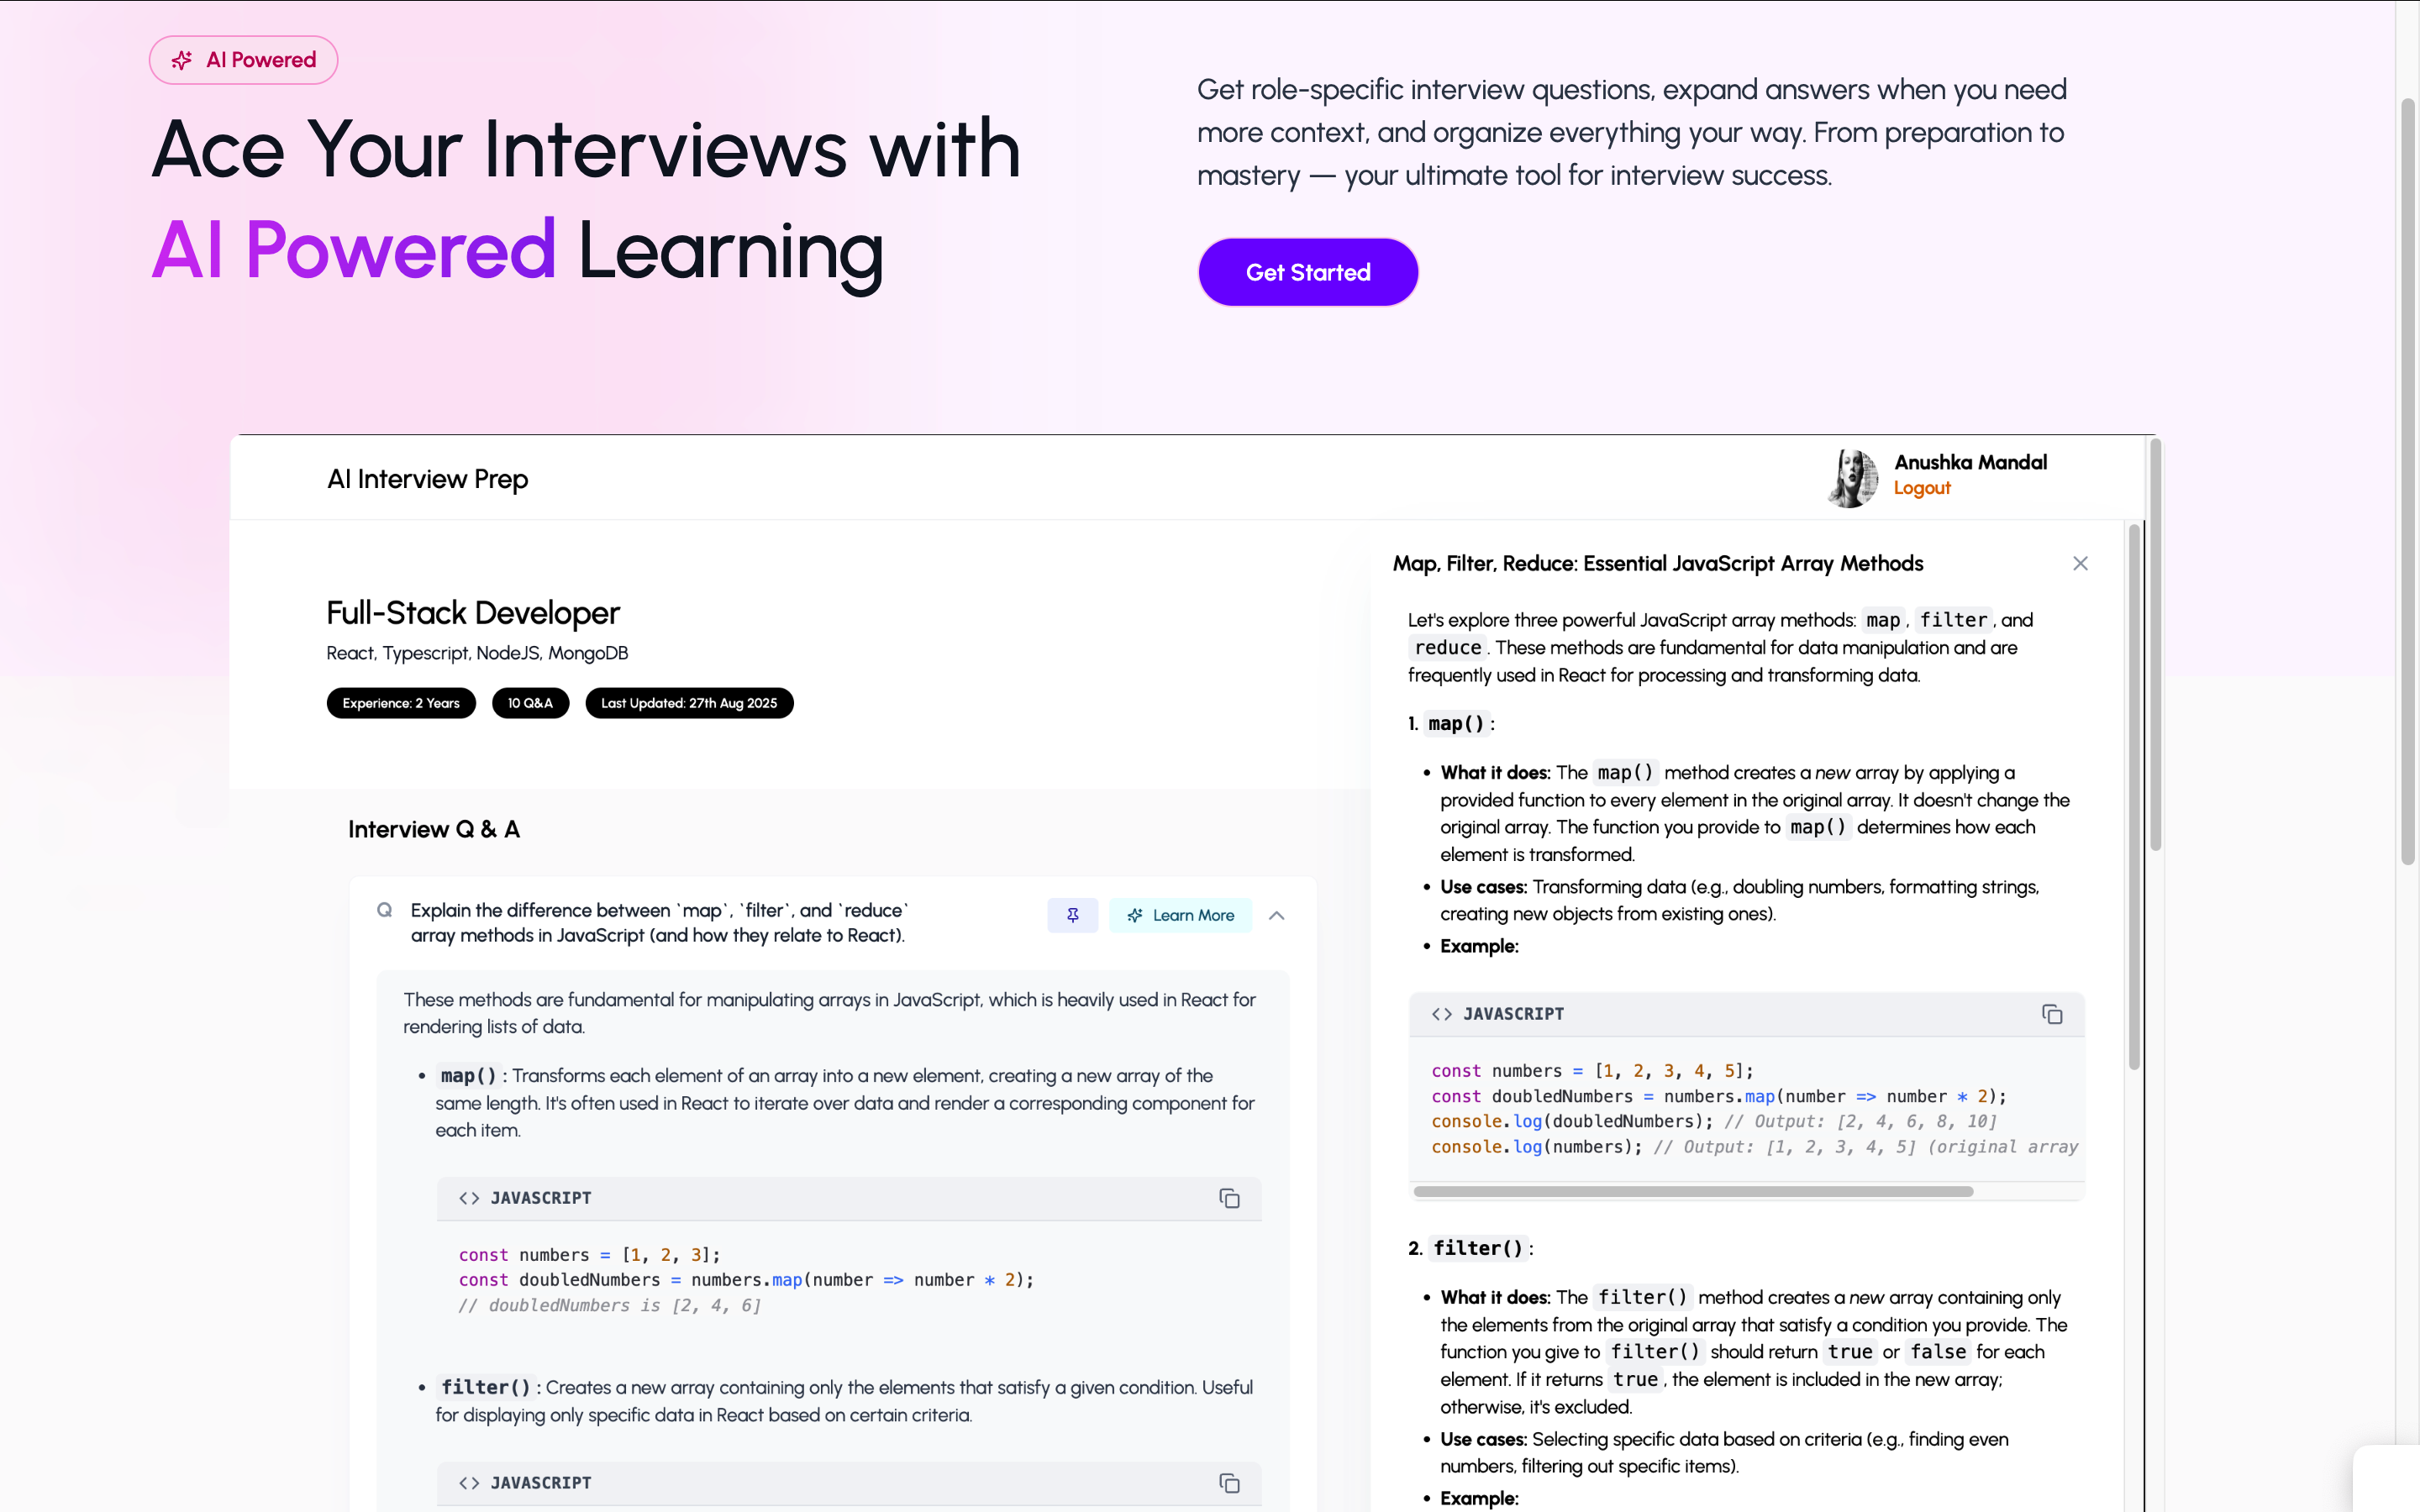 AI Powered
Ace Your Interviews with
AI Powered Learning
Get role-specific interview questions, expand answers when you need
more context, and organize everything your way. From preparation to
mastery — your ultimate tool for interview success.
Get Started
AI Interview Prep
Anushka Mandal
Logout
Full-Stack Developer
React, Typescript, NodeJS, MongoDB
Experience: 2 Years
10 Q&A
Last Updated: 27th Aug 2025
Interview Q & A
Q
Explain the difference between `map`, `filter`, and `reduce`
array methods in JavaScript (and how they relate to React).
Learn More
These methods are fundamental for manipulating arrays in JavaScript, which is heavily used in React for
rendering lists of data.
• map() : Transforms each element of an array into a new element, creating a new array of the
same length. It's often used in React to iterate over data and render a corresponding component for
each item.
<> JAVASCRIPT
const numbers = [1, 2, 3];
const doubledNumbers = numbers.map(number => number * 2);
// doubledNumbers is [2, 4, 6]
• filter() : Creates a new array containing only the elements that satisfy a given condition. Useful
for displaying only specific data in React based on certain criteria.
<> JAVASCRIPT
Map, Filter, Reduce: Essential JavaScript Array Methods
Let's explore three powerful JavaScript array methods: map , filter , and
reduce . These methods are fundamental for data manipulation and are
frequently used in React for processing and transforming data.
1. map() :
• What it does: The map() method creates a new array by applying a
provided function to every element in the original array. It doesn't change the
original array. The function you provide to map() determines how each
element is transformed.
• Use cases: Transforming data (e.g., doubling numbers, formatting strings,
creating new objects from existing ones).
• Example:
<> JAVASCRIPT
const numbers = [1, 2, 3, 4, 5];
const doubledNumbers = numbers.map(number => number * 2);
console.log(doubledNumbers); // Output: [2, 4, 6, 8, 10]
console.log(numbers); // Output: [1, 2, 3, 4, 5] (original array
2. filter() :
• What it does: The filter() method creates a new array containing only
the elements from the original array that satisfy a condition you provide. The
function you give to filter() should return true or false for each
element. If it returns true , the element is included in the new array;
otherwise, it's excluded.
• Use cases: Selecting specific data based on criteria (e.g., finding even
numbers, filtering out specific items).
• Example: